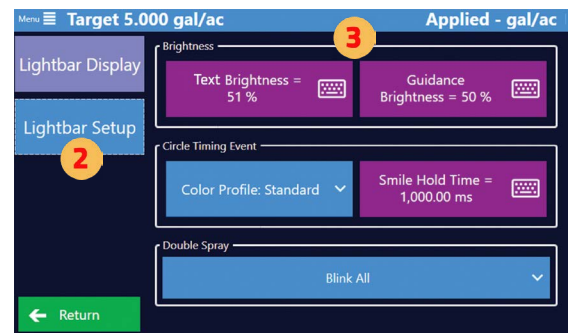 Menu Target 5.000 gal/ac Applied - gal/ac
Lightbar Display
Lightbar Setup
2
Return
3
Brightness
Text Brightness =
51 %
Guidance
Brightness = 50 %
Circle Timing Event
Color Profile: Standard
Smile Hold Time =
1,000.00 ms
Double Spray
Blink All